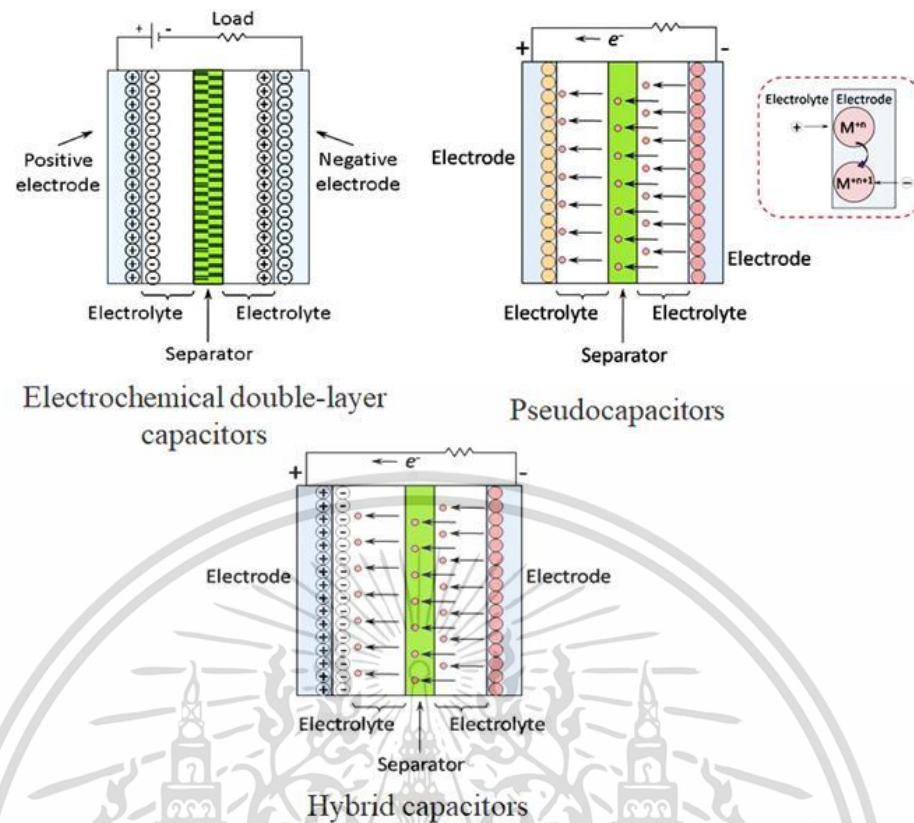 + -
Load
Positive
electrode
Negative
electrode
Electrolyte
Electrolyte
Separator
Electrochemical double-layer
capacitors
+
e⁻
-
Electrode
Electrode
Electrolyte
Electrolyte
Separator
Pseudocapacitors
Electrolyte
Electrode
+
M⁺ⁿ
M⁺ⁿ⁺¹
-
+
e⁻
-
Electrode
Electrode
Electrolyte
Electrolyte
Separator
Hybrid capacitors